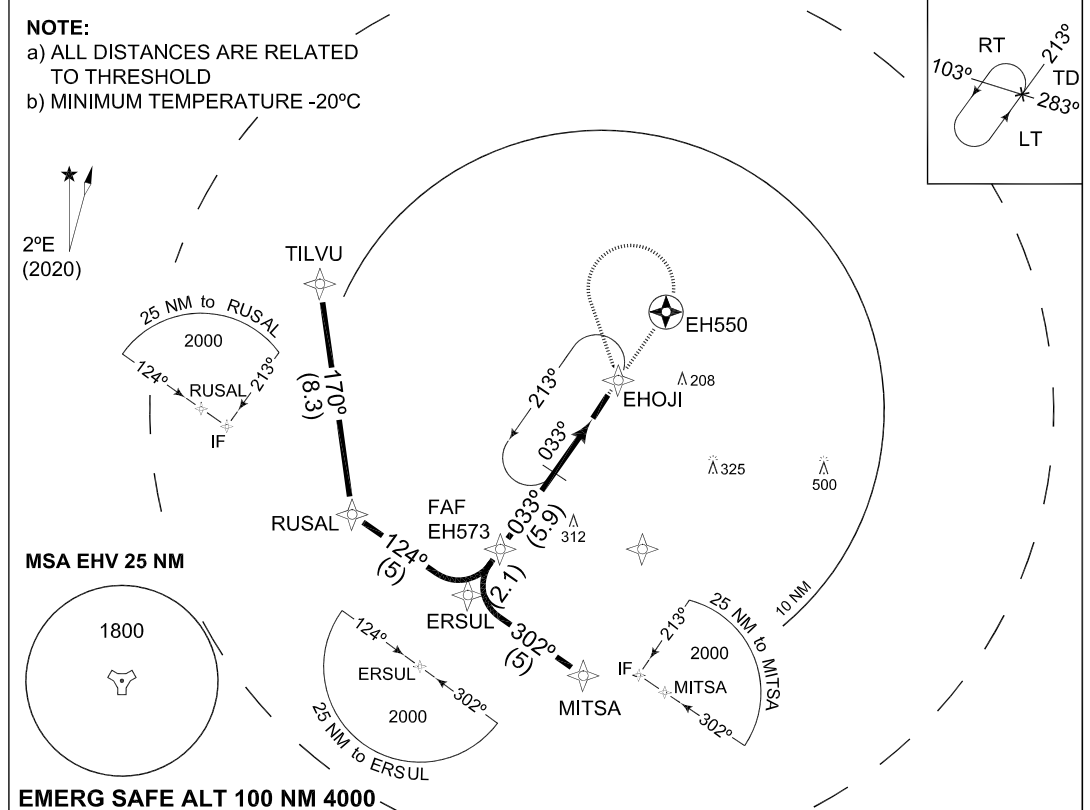 NOTE:
a) ALL DISTANCES ARE RELATED
TO THRESHOLD
b) MINIMUM TEMPERATURE -20ºC
RT
213º
103º
TD
283º
LT
2ºE
(2020)
TILVU
25 NM to RUSAL
2000
124º
RUSAL
213º
IF
170º
(8.3)
EH550
213º
EHOJI
208
033º
325
500
RUSAL
FAF
EH573
033º
(5.9)
312
124º
(5)
(2.1)
ERSUL
302º
(5)
MITSA
10 NM
MSA EHV 25 NM
1800
124º
ERSUL
302º
2000
25 NM to ERSUL
25 NM to MITSA
213º
2000
IF
MITSA
302º
EMERG SAFE ALT 100 NM 4000